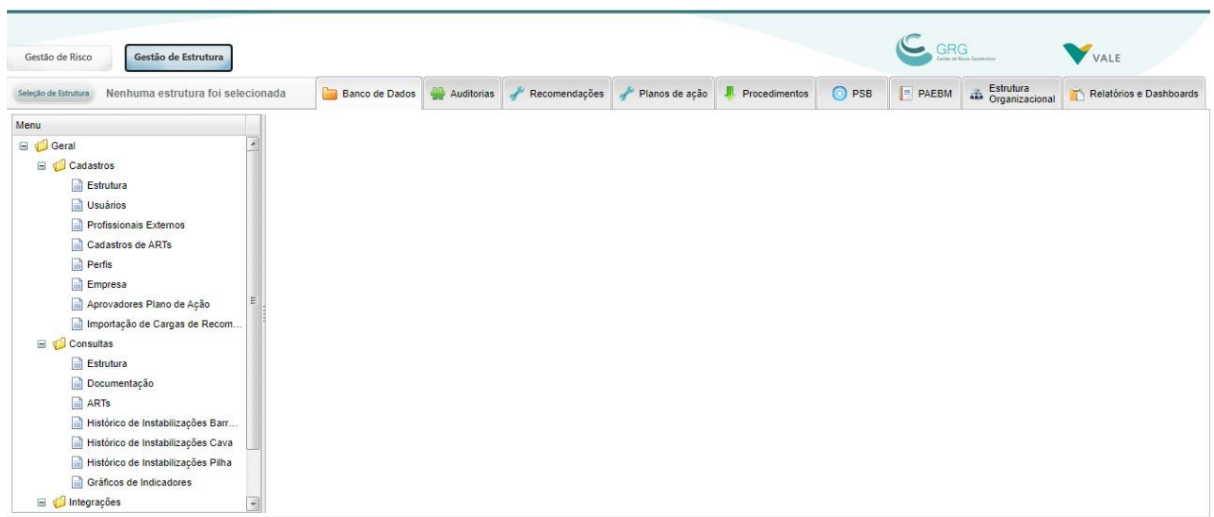 Gestão de Risco
Gestão de Estrutura
GRG
VALE
Seleção de Estrutura
Nenhuma estrutura foi selecionada
Banco de Dados
Auditorias
Recomendações
Planos de ação
Procedimentos
PSB
PAEBM
Estrutura
Organizacional
Relatórios e Dashboards
Menu
Geral
Cadastros
Estrutura
Usuários
Profissionais Externos
Cadastros de ARTs
Perfis
Empresa
Aprovadores Plano de Ação
Importação de Cargas de Recom...
Consultas
Estrutura
Documentação
ARTs
Histórico de Instabilizações Barr...
Histórico de Instabilizações Cava
Histórico de Instabilizações Pilha
Gráficos de Indicadores
Integrações